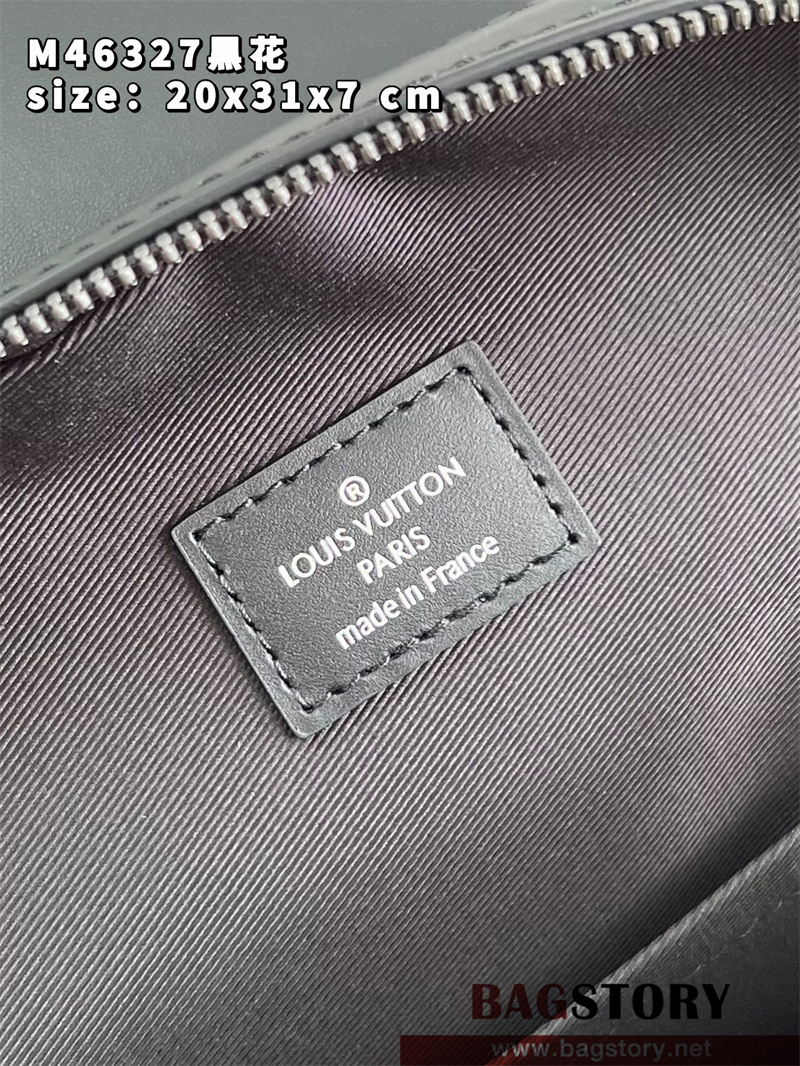 M46327黑花
size: 20x31x7 cm
®
LOUIS VUITTON
PARIS
made in France
BAGSTORY
www.bagstory.net